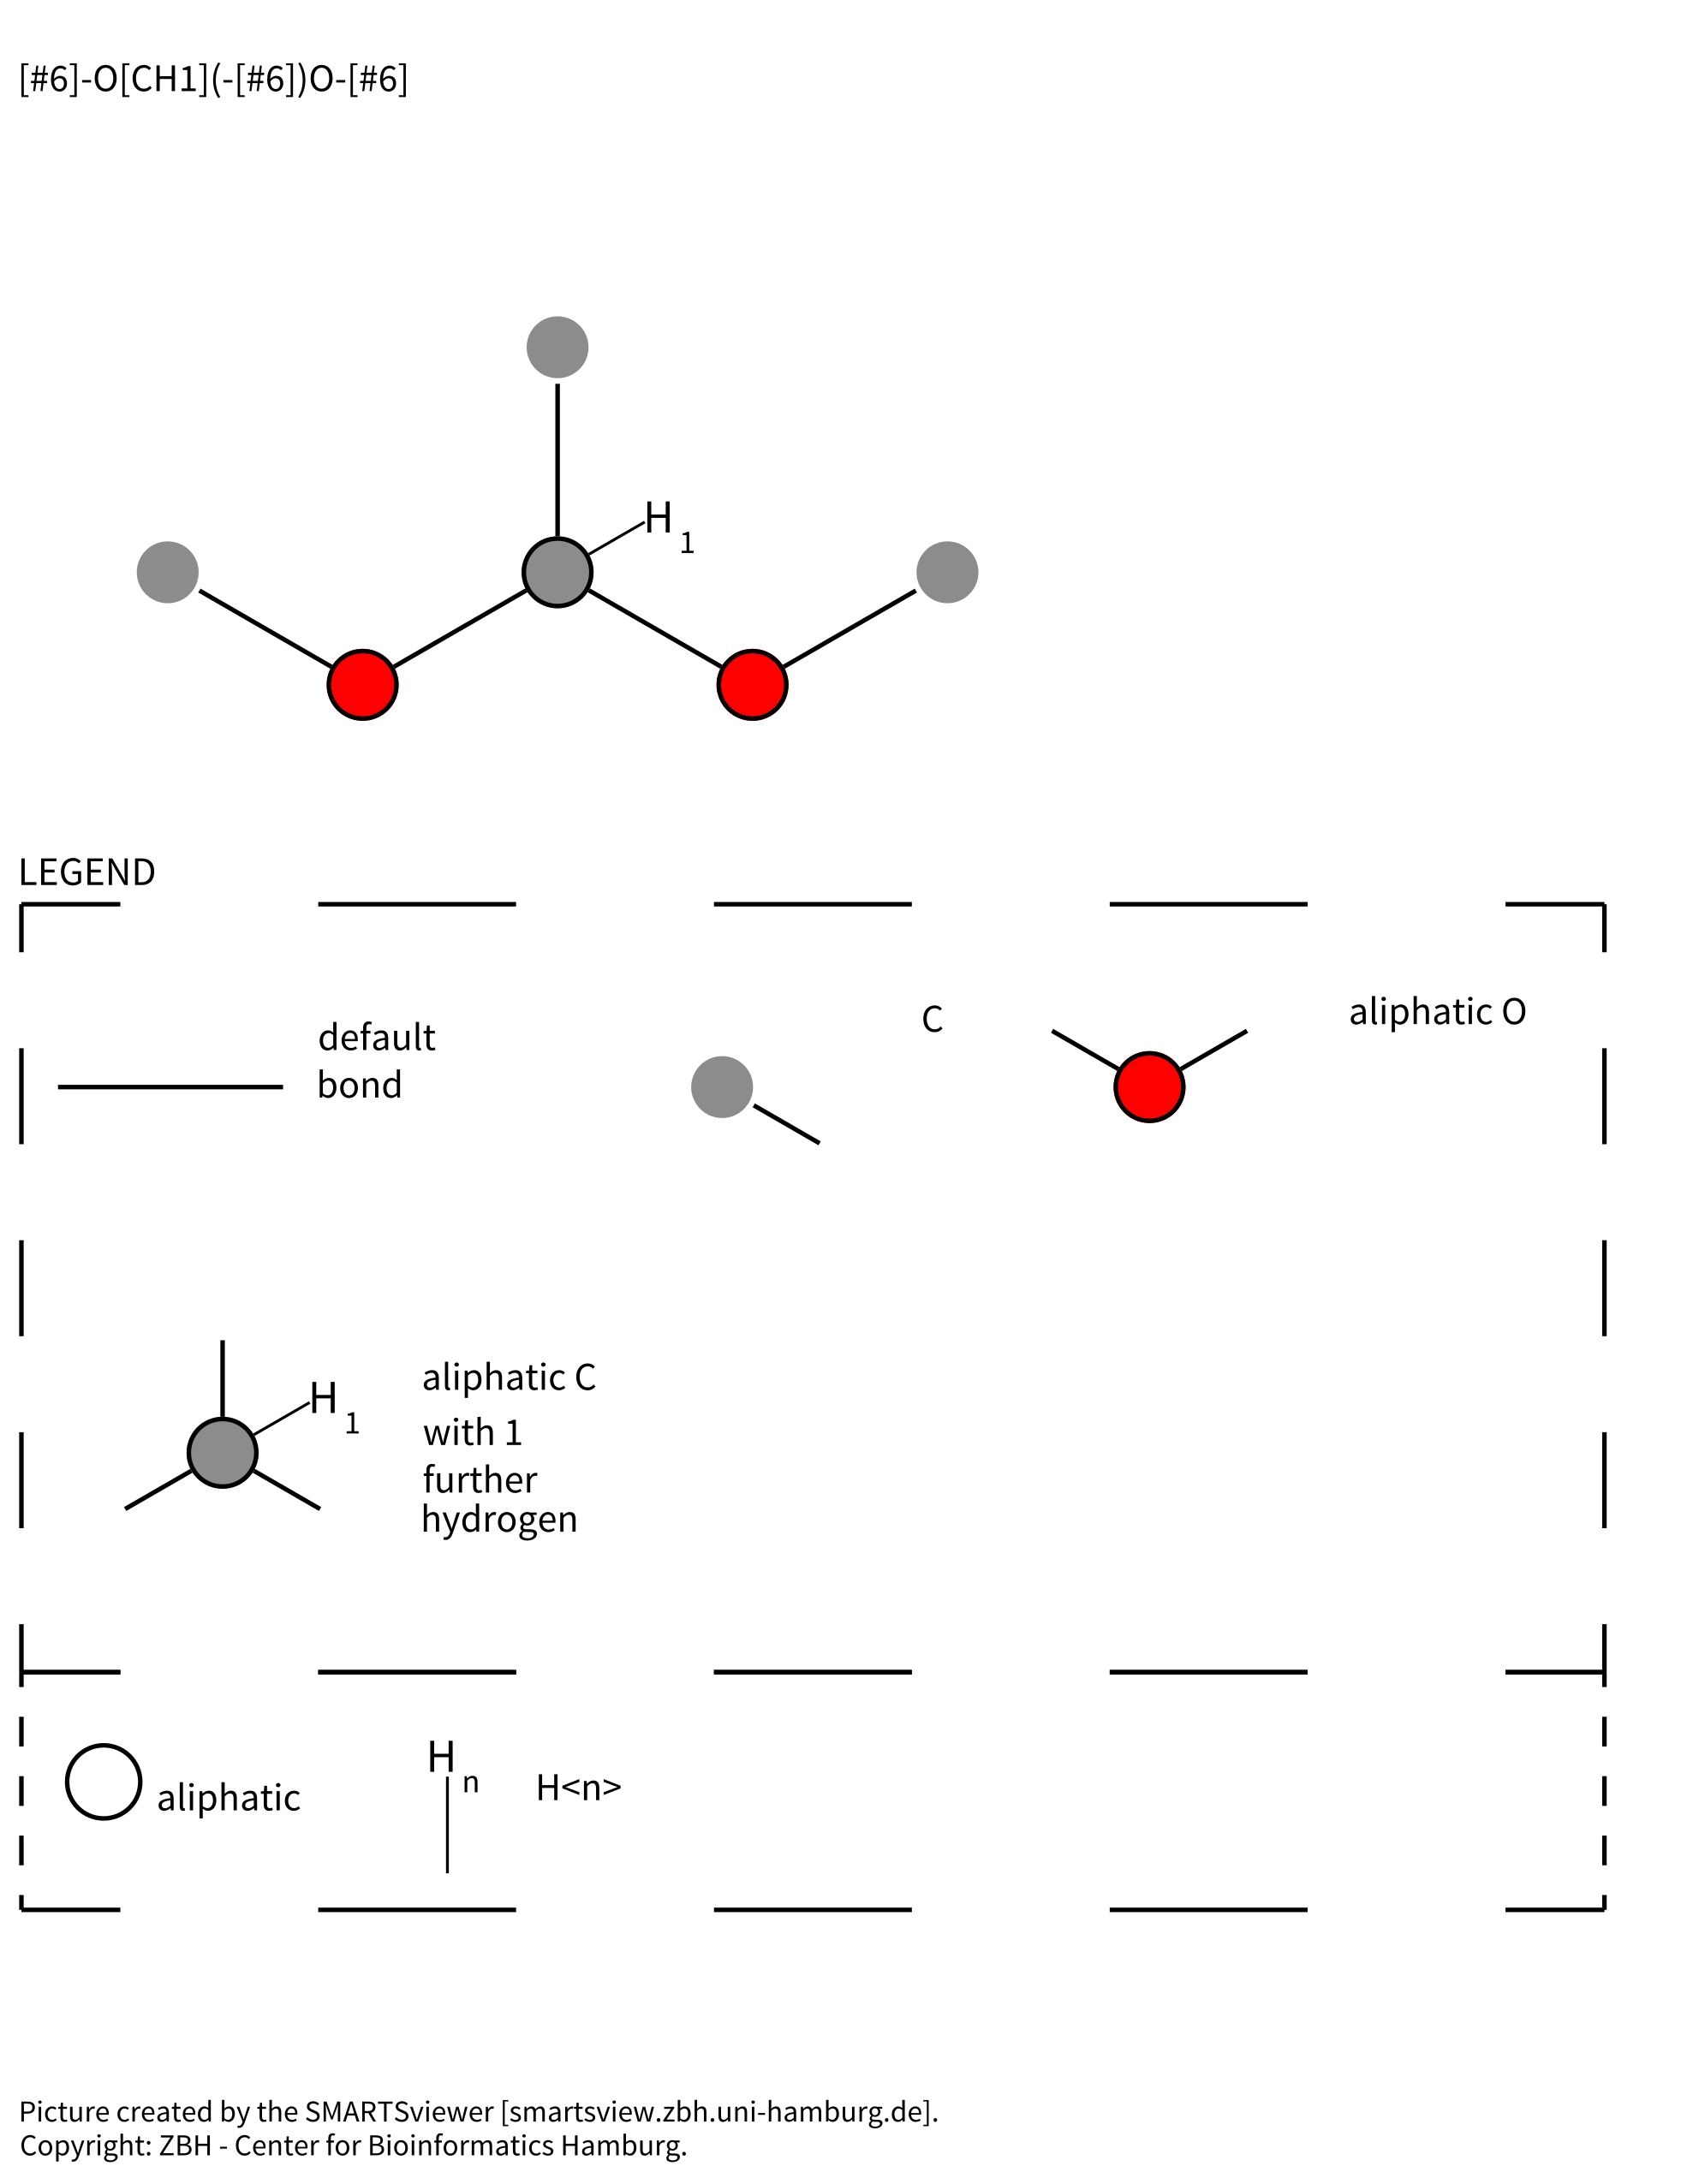 [#6]-O[CH1](-[#6])O-[#6]
H
1
LEGEND
default
bond
C
aliphatic O
H
1
aliphatic C
with 1
further
hydrogen
aliphatic
H
n
H<n>
Picture created by the SMARTSviewer [smartsview.zbh.uni-hamburg.de].
Copyright: ZBH - Center for Bioinformatics Hamburg.